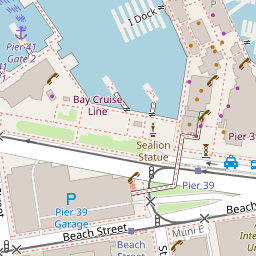 J Dock
Pier 41
Gate 2
Bay Cruise
Line
Sealion
Statue
Pier 3
Pier 39
P
Pier 39
Garage
Beach Street
Beach
Street
Beach
Muni E